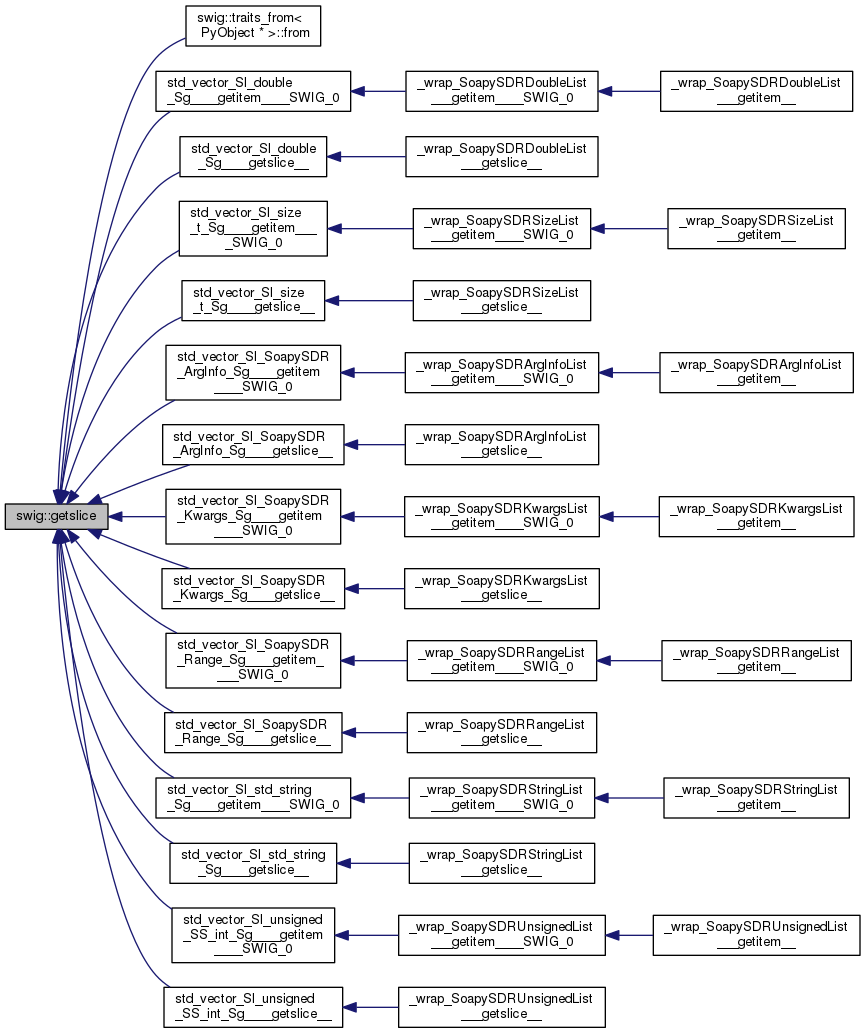 swig::traits_from<
PyObject * >::from
std_vector_Sl_double
_Sg____getitem____SWIG_0
_wrap_SoapySDRDoubleList
___getitem____SWIG_0
_wrap_SoapySDRDoubleList
___getitem__
std_vector_Sl_double
_Sg____getslice__
_wrap_SoapySDRDoubleList
___getslice__
std_vector_Sl_size
_t_Sg____getitem___
_SWIG_0
_wrap_SoapySDRSizeList
___getitem____SWIG_0
_wrap_SoapySDRSizeList
___getitem__
std_vector_Sl_size
_t_Sg____getslice__
_wrap_SoapySDRSizeList
___getslice__
std_vector_Sl_SoapySDR
_ArgInfo_Sg____getitem
____SWIG_0
_wrap_SoapySDRArgInfoList
___getitem____SWIG_0
_wrap_SoapySDRArgInfoList
___getitem__
std_vector_Sl_SoapySDR
_ArgInfo_Sg____getslice__
_wrap_SoapySDRArgInfoList
___getslice__
swig::getslice
std_vector_Sl_SoapySDR
_Kwargs_Sg____getitem
____SWIG_0
_wrap_SoapySDRKwargsList
___getitem____SWIG_0
_wrap_SoapySDRKwargsList
___getitem__
std_vector_Sl_SoapySDR
_Kwargs_Sg____getslice__
_wrap_SoapySDRKwargsList
___getslice__
std_vector_Sl_SoapySDR
_Range_Sg____getitem_
___SWIG_0
_wrap_SoapySDRRangeList
___getitem____SWIG_0
_wrap_SoapySDRRangeList
___getitem__
std_vector_Sl_SoapySDR
_Range_Sg____getslice__
_wrap_SoapySDRRangeList
___getslice__
std_vector_Sl_std_string
_Sg____getitem____SWIG_0
_wrap_SoapySDRStringList
___getitem____SWIG_0
_wrap_SoapySDRStringList
___getitem__
std_vector_Sl_std_string
_Sg____getslice__
_wrap_SoapySDRStringList
___getslice__
std_vector_Sl_unsigned
_SS_int_Sg____getitem
____SWIG_0
_wrap_SoapySDRUnsignedList
___getitem____SWIG_0
_wrap_SoapySDRUnsignedList
___getitem__
std_vector_Sl_unsigned
_SS_int_Sg____getslice__
_wrap_SoapySDRUnsignedList
___getslice__